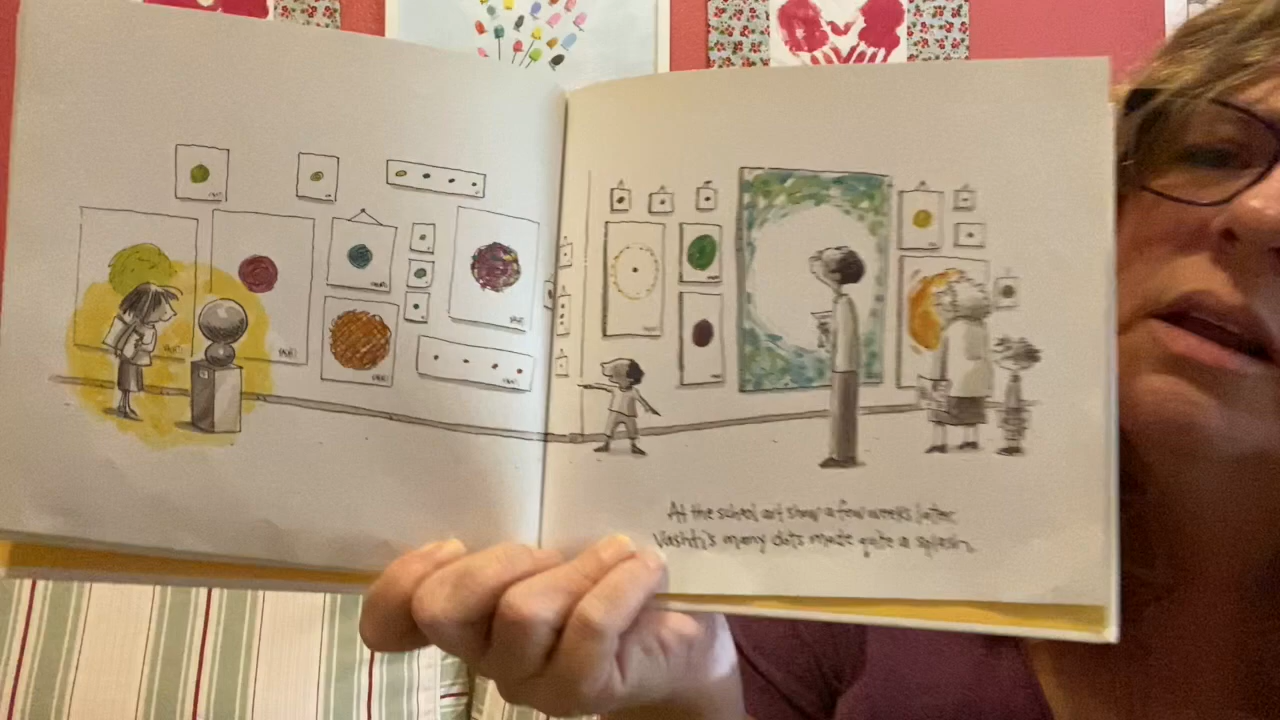 At the school art show a few weeks later,
Vashti's many dots made quite a splash.